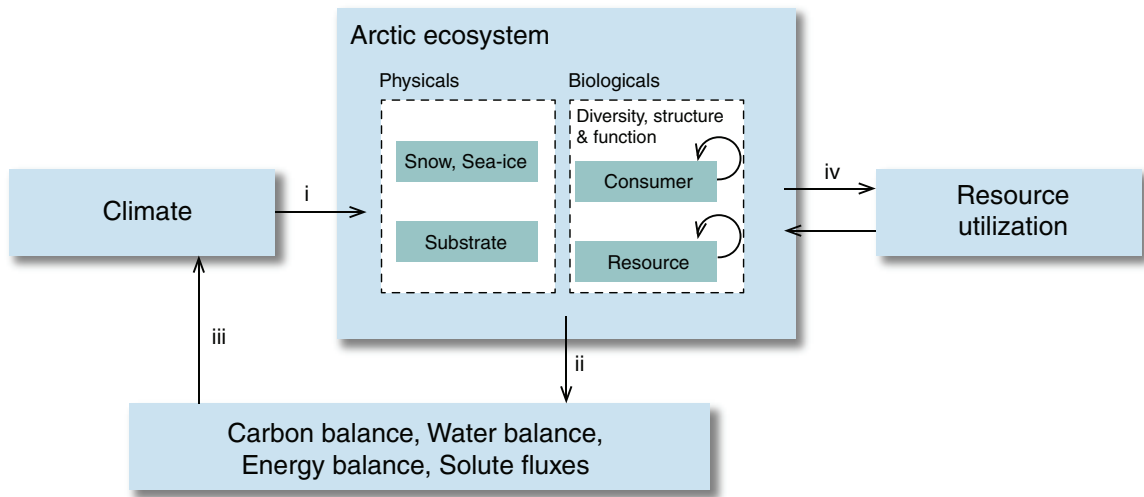 Arctic ecosystem
Physicals
Biologicals
Diversity, structure
& function
Snow, Sea-ice
Consumer
Substrate
Resource
Climate
i
iv
Resource
utilization
iii
ii
Carbon balance, Water balance,
Energy balance, Solute fluxes